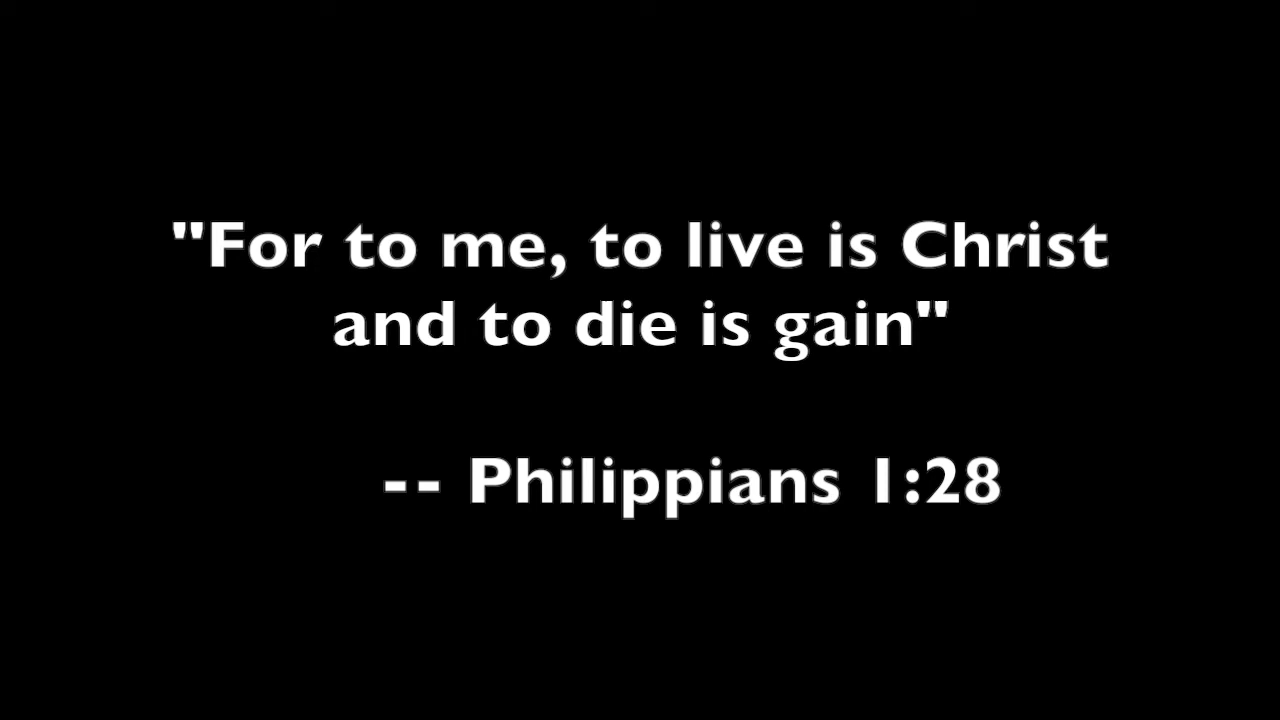 "For to me, to live is Christ
and to die is gain"
-- Philippians 1:28